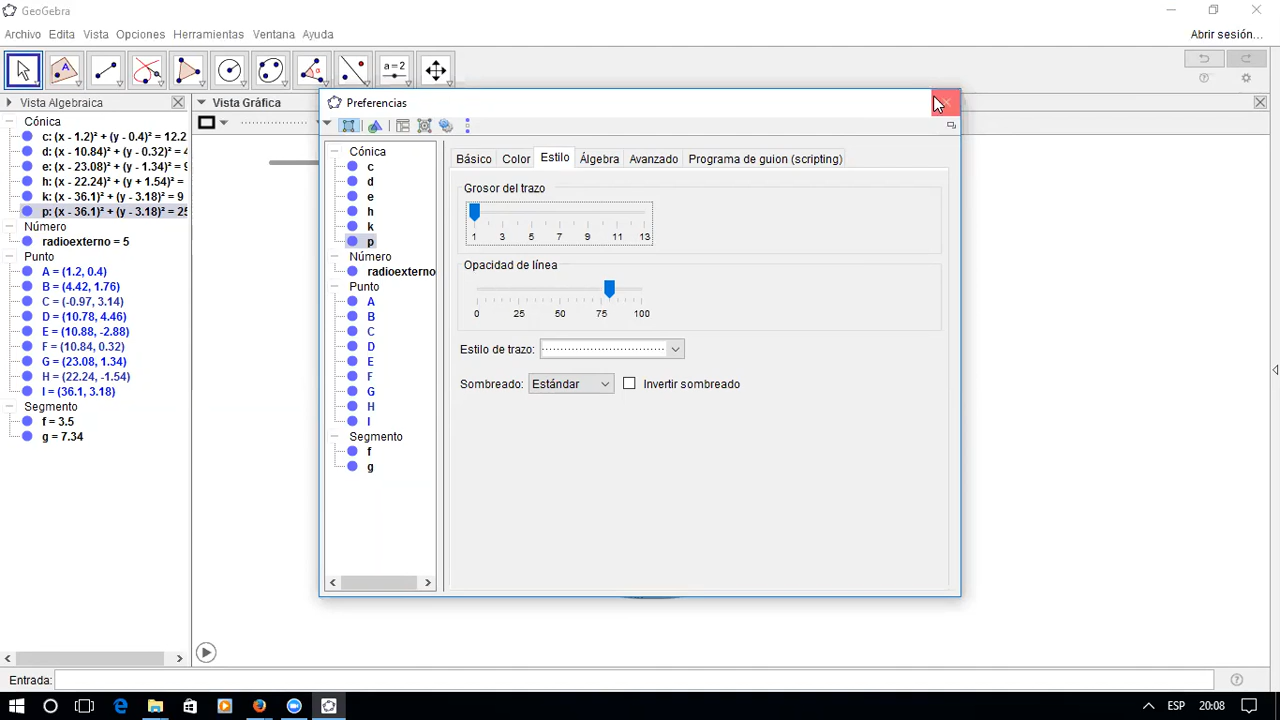 GeoGebra
Archivo Edita Vista Opciones Herramientas Ventana Ayuda
Abrir sesión...
A
a=2
Vista Algebraica
Vista Gráfica
Cónica
c: (x - 1.2)² + (y - 0.4)² = 12.2
d: (x - 10.84)² + (y - 0.32)² = 4
e: (x - 23.08)² + (y - 1.34)² =
h: (x - 22.24)² + (y + 1.54)² =
k: (x - 36.1)² + (y - 3.18)² = 9
p: (x - 36.1)² + (y - 3.18)² = 25
Número
radioexterno = 5
Punto
A = (1.2, 0.4)
B = (4.42, 1.76)
C = (-0.97, 3.14)
D = (10.78, 4.46)
E = (10.88, -2.88)
F = (10.84, 0.32)
G = (23.08, 1.34)
H = (22.24, -1.54)
I = (36.1, 3.18)
Segmento
f = 3.5
g = 7.34
Preferencias
Cónica
c
d
e
h
k
p
Número
radioexterno
Punto
A
B
C
D
E
F
G
H
I
Segmento
f
g
Básico Color Estilo Álgebra Avanzado Programa de guion (scripting)
Grosor del trazo
1 3 5 7 9 11 13
Opacidad de línea
0 25 50 75 100
Estilo de trazo:
Sombreado: Estándar Invertir sombreado
Entrada:
ESP 20:08